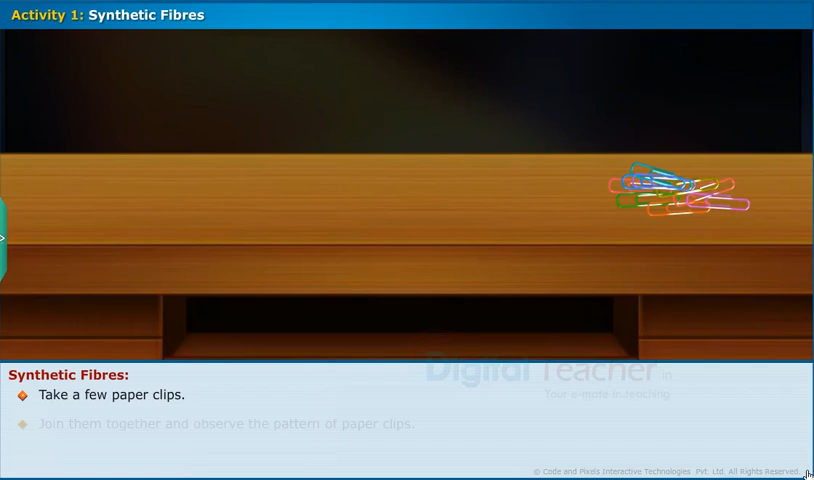 Activity 1: Synthetic Fibres
Synthetic Fibres:
Take a few paper clips.
Join them together and observe the pattern of paper clips.
Digital Teacher.in
Your e-mate in teaching
© Code and Pixels Interactive Technologies Pvt. Ltd. All Rights Reserved.